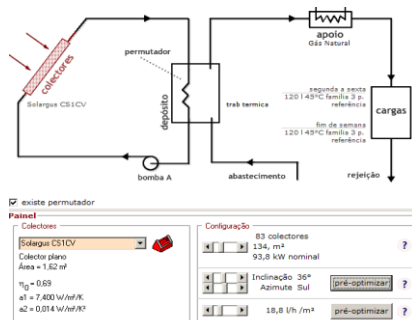 apoio
Gás Natural
permutador
colectores
Solargus CS1CV
depósito
trab termica
segunda a sexta
120 l 45ºC família 3 p.
referência
cargas
fim de semana
120 l 45ºC família 3 p.
referência
bomba A
abastecimento
rejeição
existe permutador
Painel
Colectores
Configuração
Solargus CS1CV
Colector plano
Área = 1,62 m²
η0 = 0,69
a1 = 7,400 W/m²/K
a2 = 0,014 W/m²/K²
83 colectores
134, m²
93,8 kW nominal
Inclinação 36º
Azimute Sul
pré-optimizar
?
18,8 l/h /m²
pré-optimizar
?